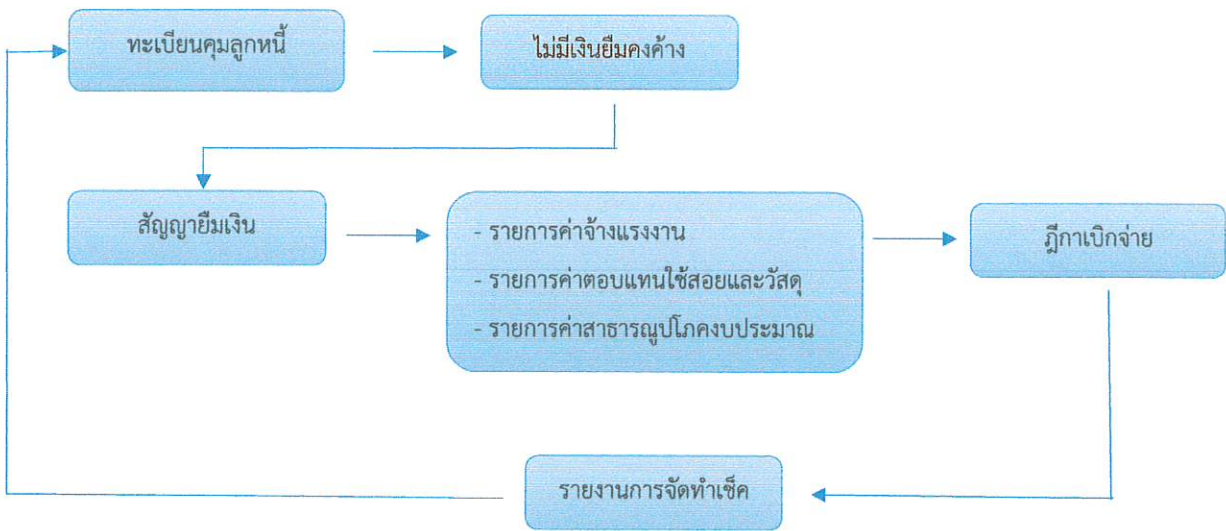 ทะเบียนคุมลูกหนี้
ไม่มีเงินยืมคงค้าง
สัญญายืมเงิน
- รายการค่าจ้างแรงงาน
- รายการค่าตอบแทนใช้สอยและวัสดุ
- รายการค่าสาธารณูปโภคงบประมาณ
ฎีกาเบิกจ่าย
รายงานการจัดทำเช็ค